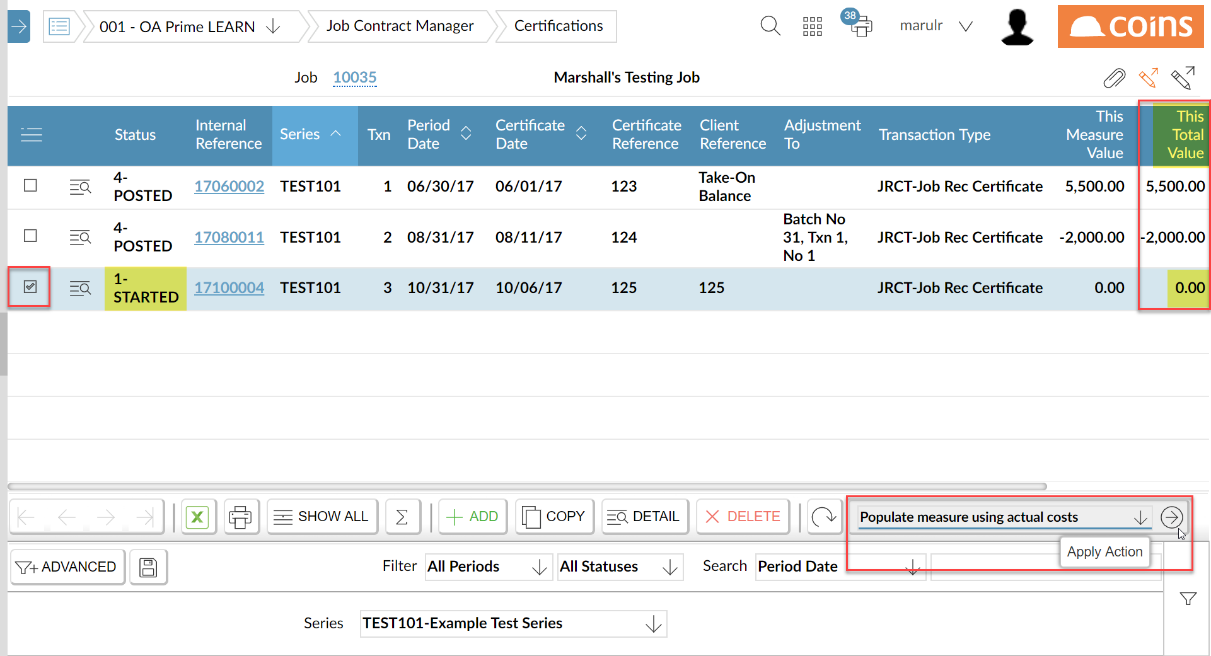 001 - OA Prime LEARN
Job Contract Manager
Certifications
38
marulr
coins
Job 10035
Marshall's Testing Job
Status
Internal
Reference
Series
Txn
Period
Date
Certificate
Date
Certificate
Reference
Client
Reference
Adjustment
To
Transaction Type
This
Measure
Value
This
Total
Value
4-
POSTED
17060002
TEST101
1
06/30/17
06/01/17
123
Take-On
Balance
JRCT-Job Rec Certificate
5,500.00
5,500.00
4-
POSTED
17080011
TEST101
2
08/31/17
08/11/17
124
Batch No
31, Txn 1,
No 1
JRCT-Job Rec Certificate
-2,000.00
-2,000.00
1-
STARTED
17100004
TEST101
3
10/31/17
10/06/17
125
125
JRCT-Job Rec Certificate
0.00
0.00
SHOW ALL
Σ
ADD
COPY
DETAIL
DELETE
Populate measure using actual costs
Apply Action
ADVANCED
Filter
All Periods
All Statuses
Search
Period Date
Series
TEST101-Example Test Series